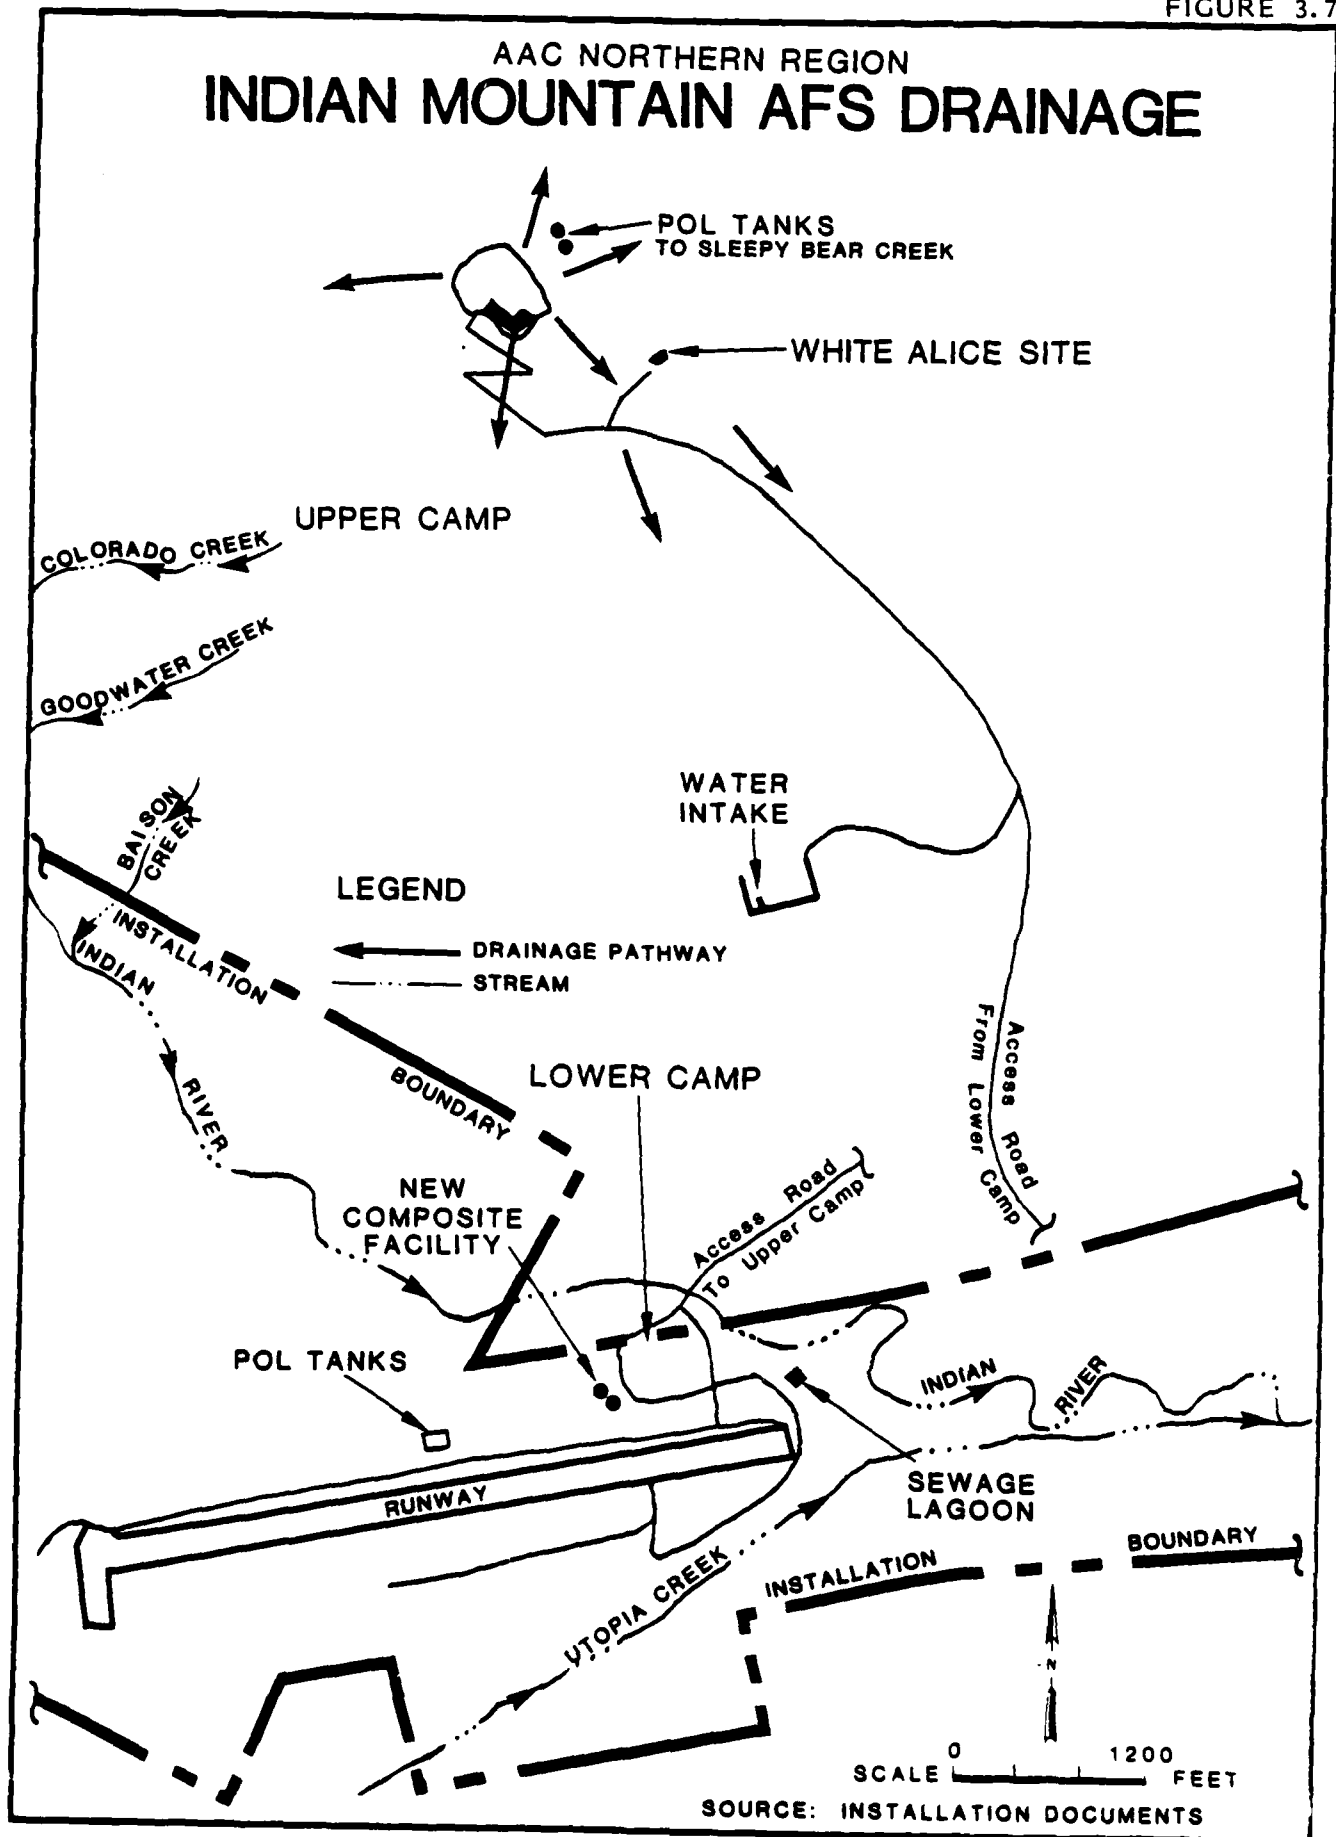 FIGURE 3.7
AAC NORTHERN REGION
INDIAN MOUNTAIN AFS DRAINAGE
POL TANKS
TO SLEEPY BEAR CREEK
WHITE ALICE SITE
UPPER CAMP
COLORADO CREEK
GOODWATER CREEK
WATER
INTAKE
BAISON
CREEK
LEGEND
DRAINAGE PATHWAY
STREAM
INSTALLATION
BOUNDARY
INDIAN
RIVER
Access Road
From Lower Camp
LOWER CAMP
Access Road
To Upper Camp
NEW
COMPOSITE
FACILITY
POL TANKS
INDIAN
RIVER
RUNWAY
SEWAGE
LAGOON
UTOPIA CREEK
INSTALLATION
BOUNDARY
N
0 1200
SCALE FEET
SOURCE: INSTALLATION DOCUMENTS